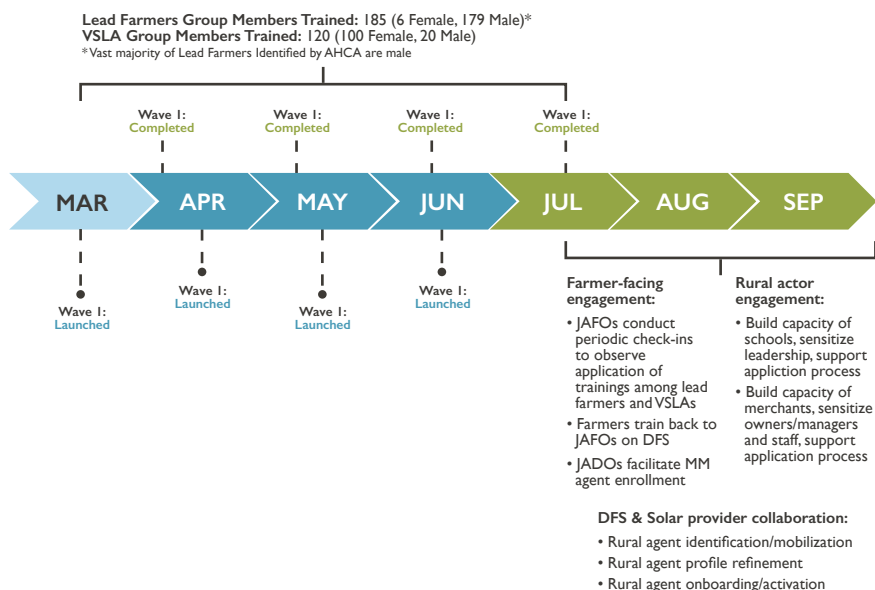 Lead Farmers Group Members Trained: 185 (6 Female, 179 Male)*
VSLA Group Members Trained: 120 (100 Female, 20 Male)
*Vast majority of Lead Farmers Identified by AHCA are male
Wave 1:
Completed
Wave 1:
Completed
Wave 1:
Completed
Wave 1:
Completed
MAR
APR
MAY
JUN
JUL
AUG
SEP
Wave 1:
Launched
Wave 1:
Launched
Wave 1:
Launched
Wave 1:
Launched
Farmer-facing
engagement:
• JAFOs conduct
periodic check-ins
to observe
application of
trainings among lead
farmers and VSLAs
• Farmers train back to
JAFOs on DFS
• JADOs facilitate MM
agent enrollment
Rural actor
engagement:
• Build capacity of
schools, sensitize
leadership, support
appliction process
• Build capacity of
merchants, sensitize
owners/managers
and staff, support
application process
DFS & Solar provider collaboration:
• Rural agent identification/mobilization
• Rural agent profile refinement
• Rural agent onboarding/activation